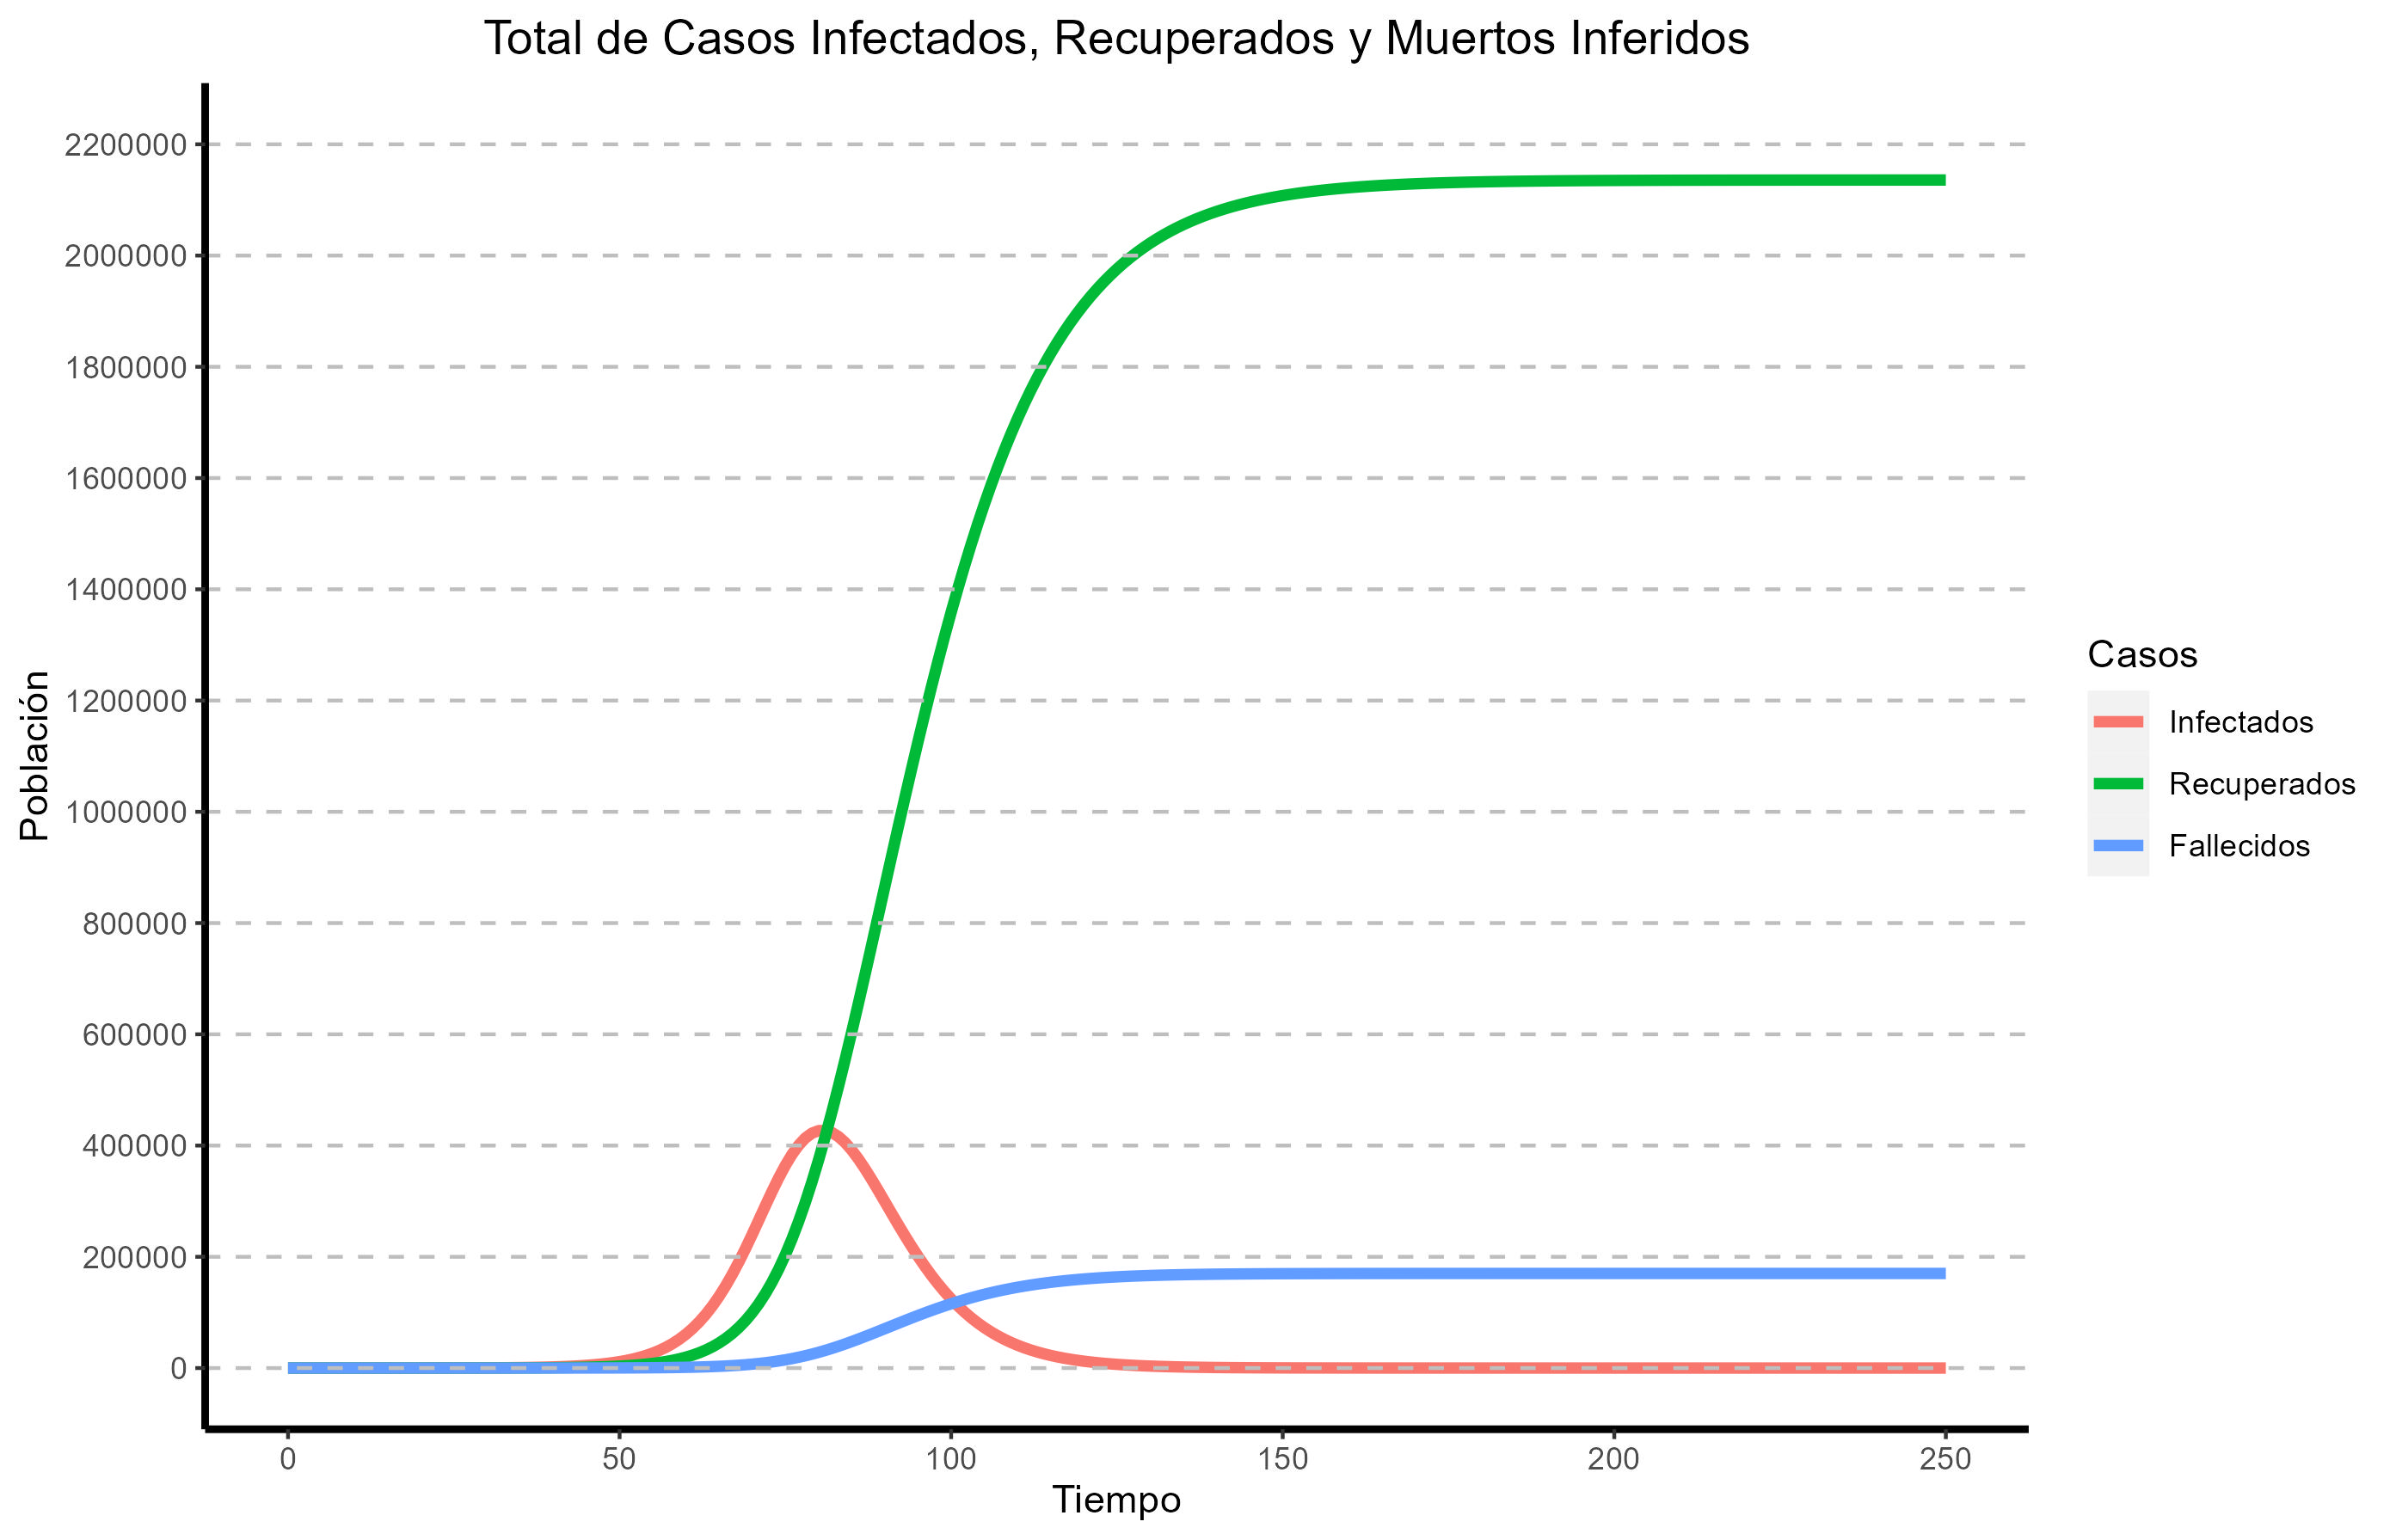 Total de Casos Infectados, Recuperados y Muertos Inferidos
Población
2200000
2000000
1800000
1600000
1400000
1200000
1000000
800000
600000
400000
200000
0
0 50 100 150 200 250
Tiempo
Casos
Infectados
Recuperados
Fallecidos